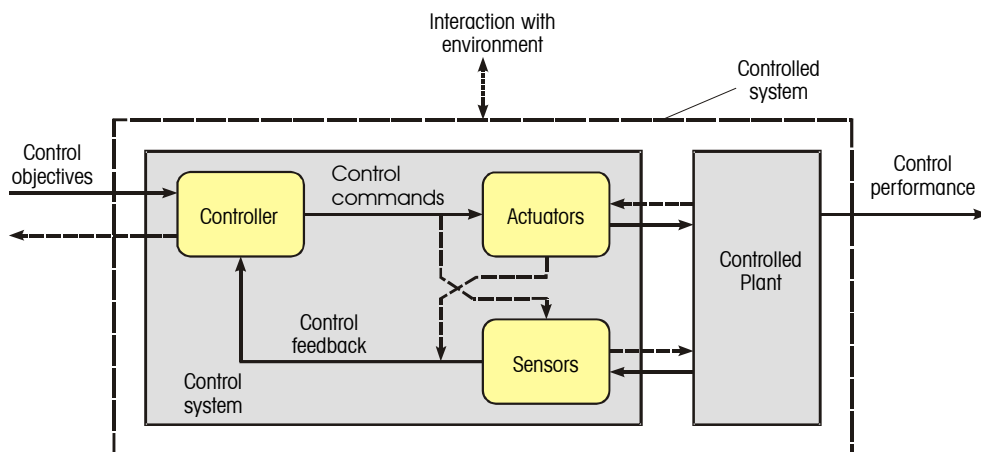 Interaction with
environment
Controlled
system
Control
objectives
Control
commands
Control
performance
Controller
Actuators
Controlled
Plant
Control
feedback
Sensors
Control
system